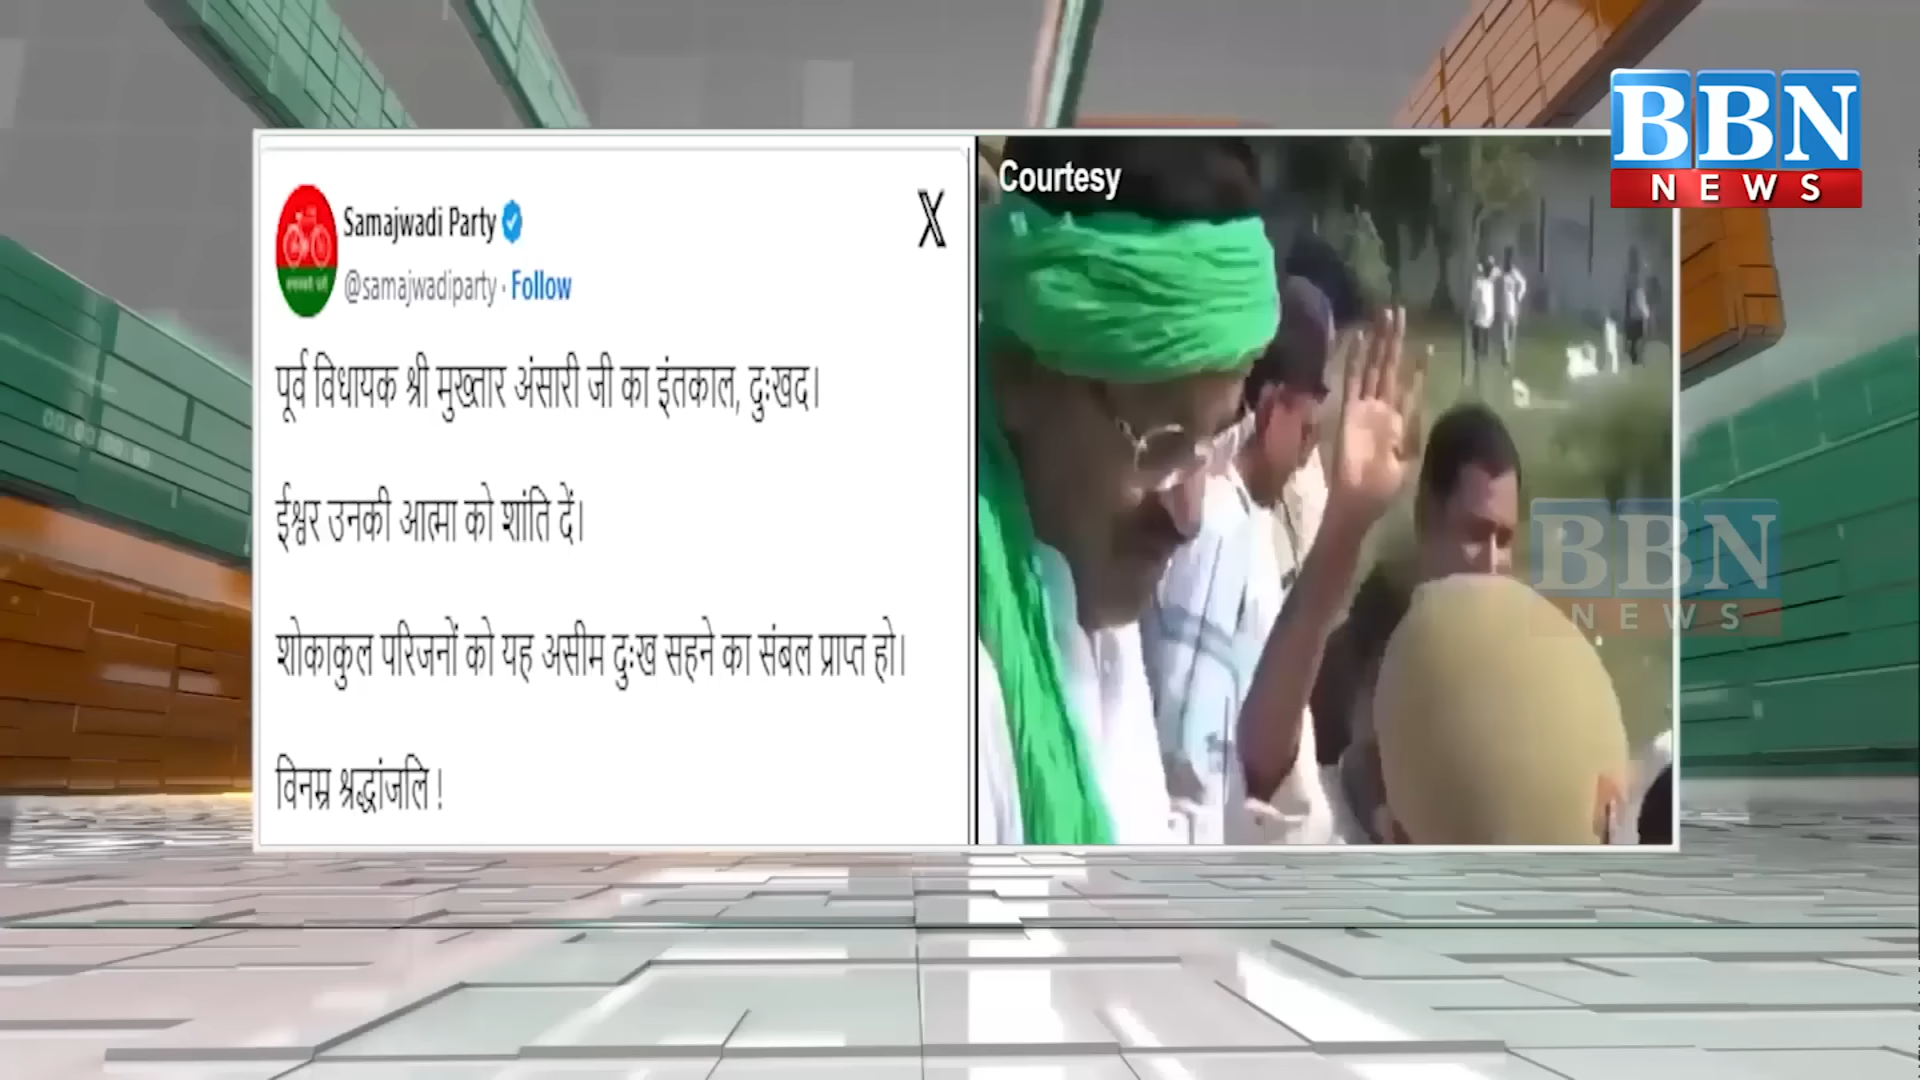 BBN
NEWS
Courtesy
Samajwadi Party
X
@samajwadiparty · Follow
पूर्व विधायक श्री मुख्तार अंसारी जी का इंतकाल, दुःखद।
ईश्वर उनकी आत्मा को शांति दें।
शोकाकुल परिजनों को यह असीम दुःख सहने का संबल प्राप्त हो।
विनम्र श्रद्धांजलि !
BBN
NEWS